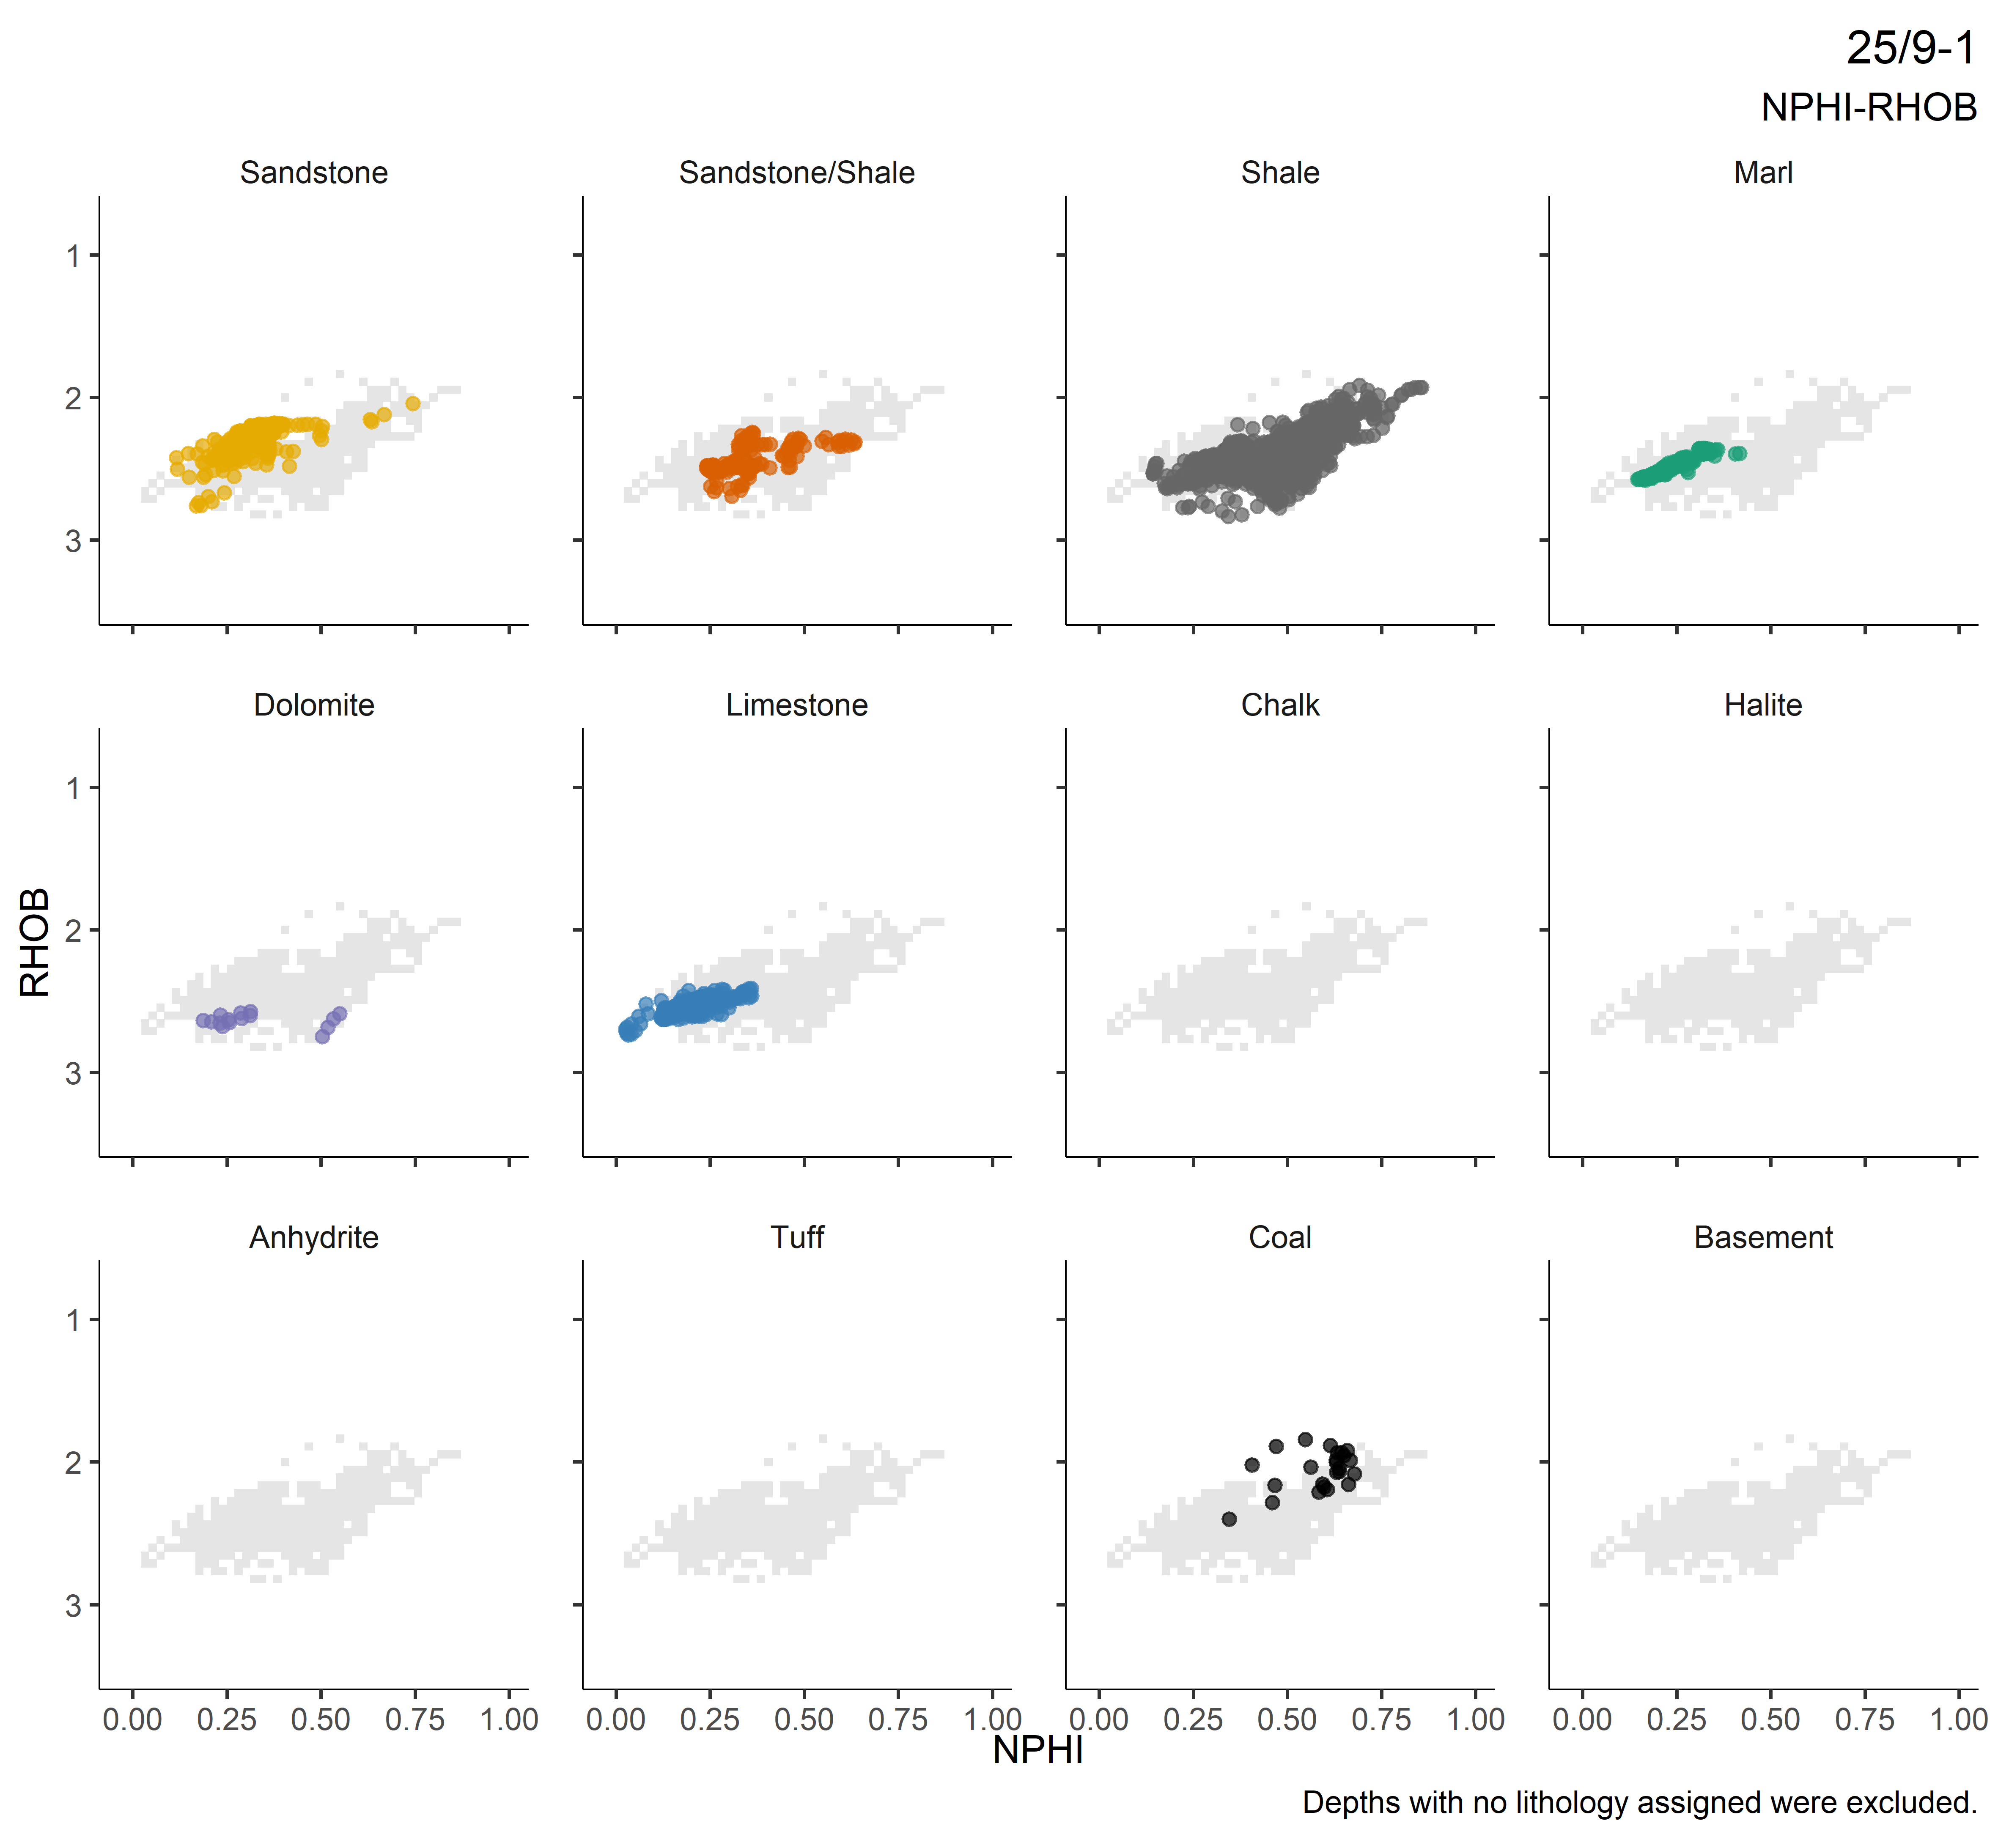 25/9-1
NPHI-RHOB
Sandstone
Sandstone/Shale
Shale
Marl
1
2
3
Dolomite
Limestone
Chalk
Halite
RHOB
1
2
3
Anhydrite
Tuff
Coal
Basement
1
2
3
0.00 0.25 0.50 0.75 1.00
0.00 0.25 0.50 0.75 1.00
0.00 0.25 0.50 0.75 1.00
0.00 0.25 0.50 0.75 1.00
NPHI
Depths with no lithology assigned were excluded.